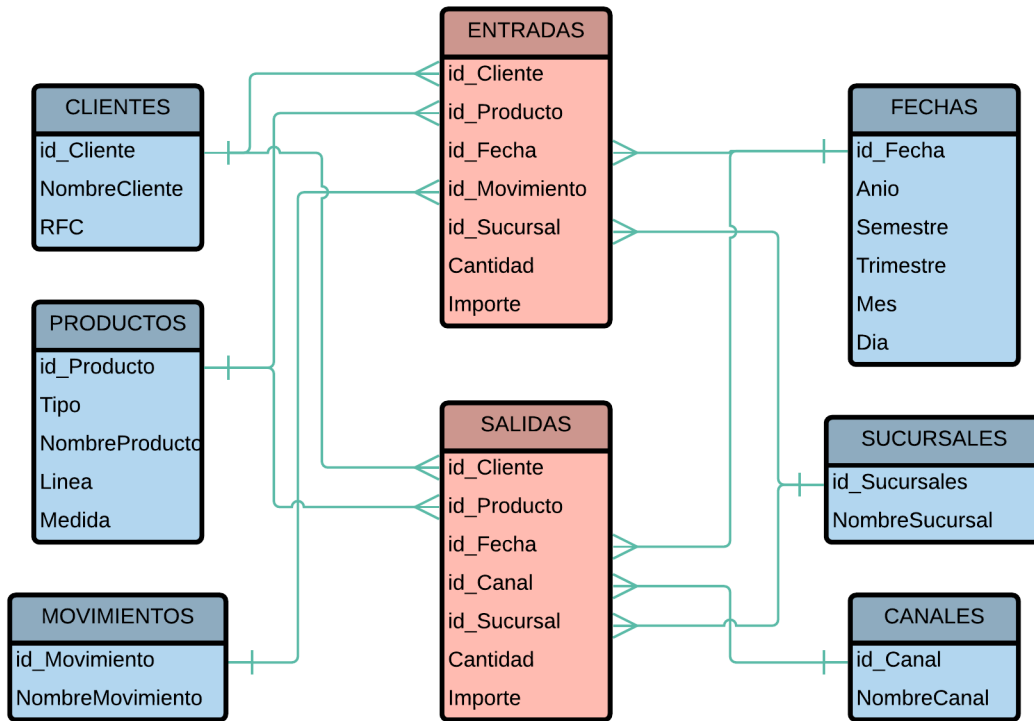 ENTRADAS
id_Cliente
id_Producto
id_Fecha
id_Movimiento
id_Sucursal
Cantidad
Importe
CLIENTES
id_Cliente
NombreCliente
RFC
FECHAS
id_Fecha
Anio
Semestre
Trimestre
Mes
Dia
PRODUCTOS
id_Producto
Tipo
NombreProducto
Linea
Medida
SALIDAS
id_Cliente
id_Producto
id_Fecha
id_Canal
id_Sucursal
Cantidad
Importe
SUCURSALES
id_Sucursales
NombreSucursal
MOVIMIENTOS
id_Movimiento
NombreMovimiento
CANALES
id_Canal
NombreCanal